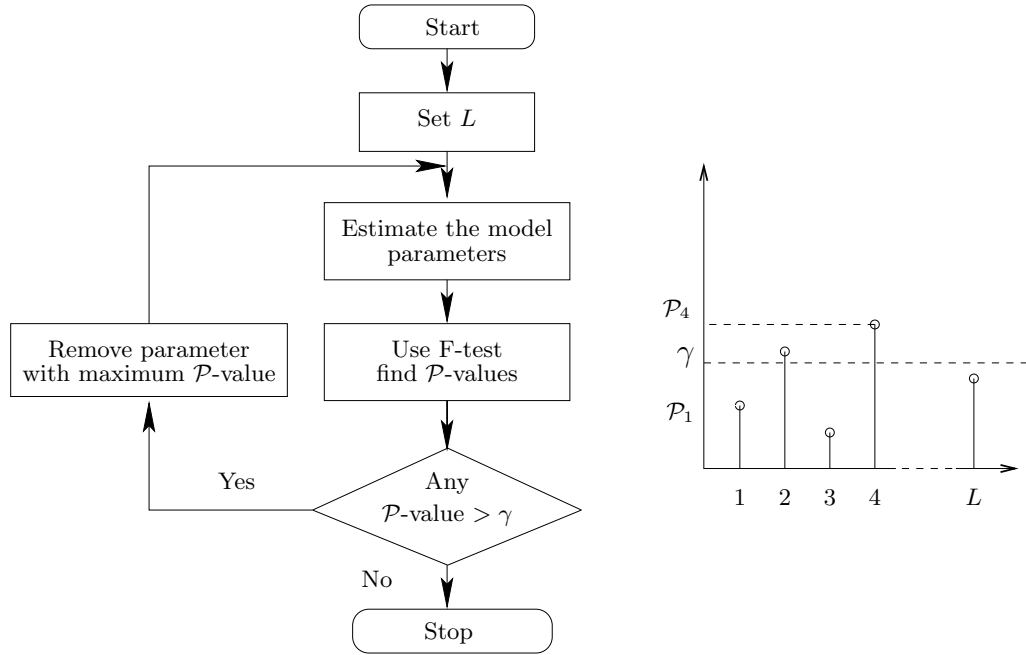 Start
Set L
Estimate the model
parameters
Use F-test
find 𝒫-values
Remove parameter
with maximum 𝒫-value
Any
𝒫-value > γ
Yes
No
Stop
𝒫₄
γ
𝒫₁
1 2 3 4 L